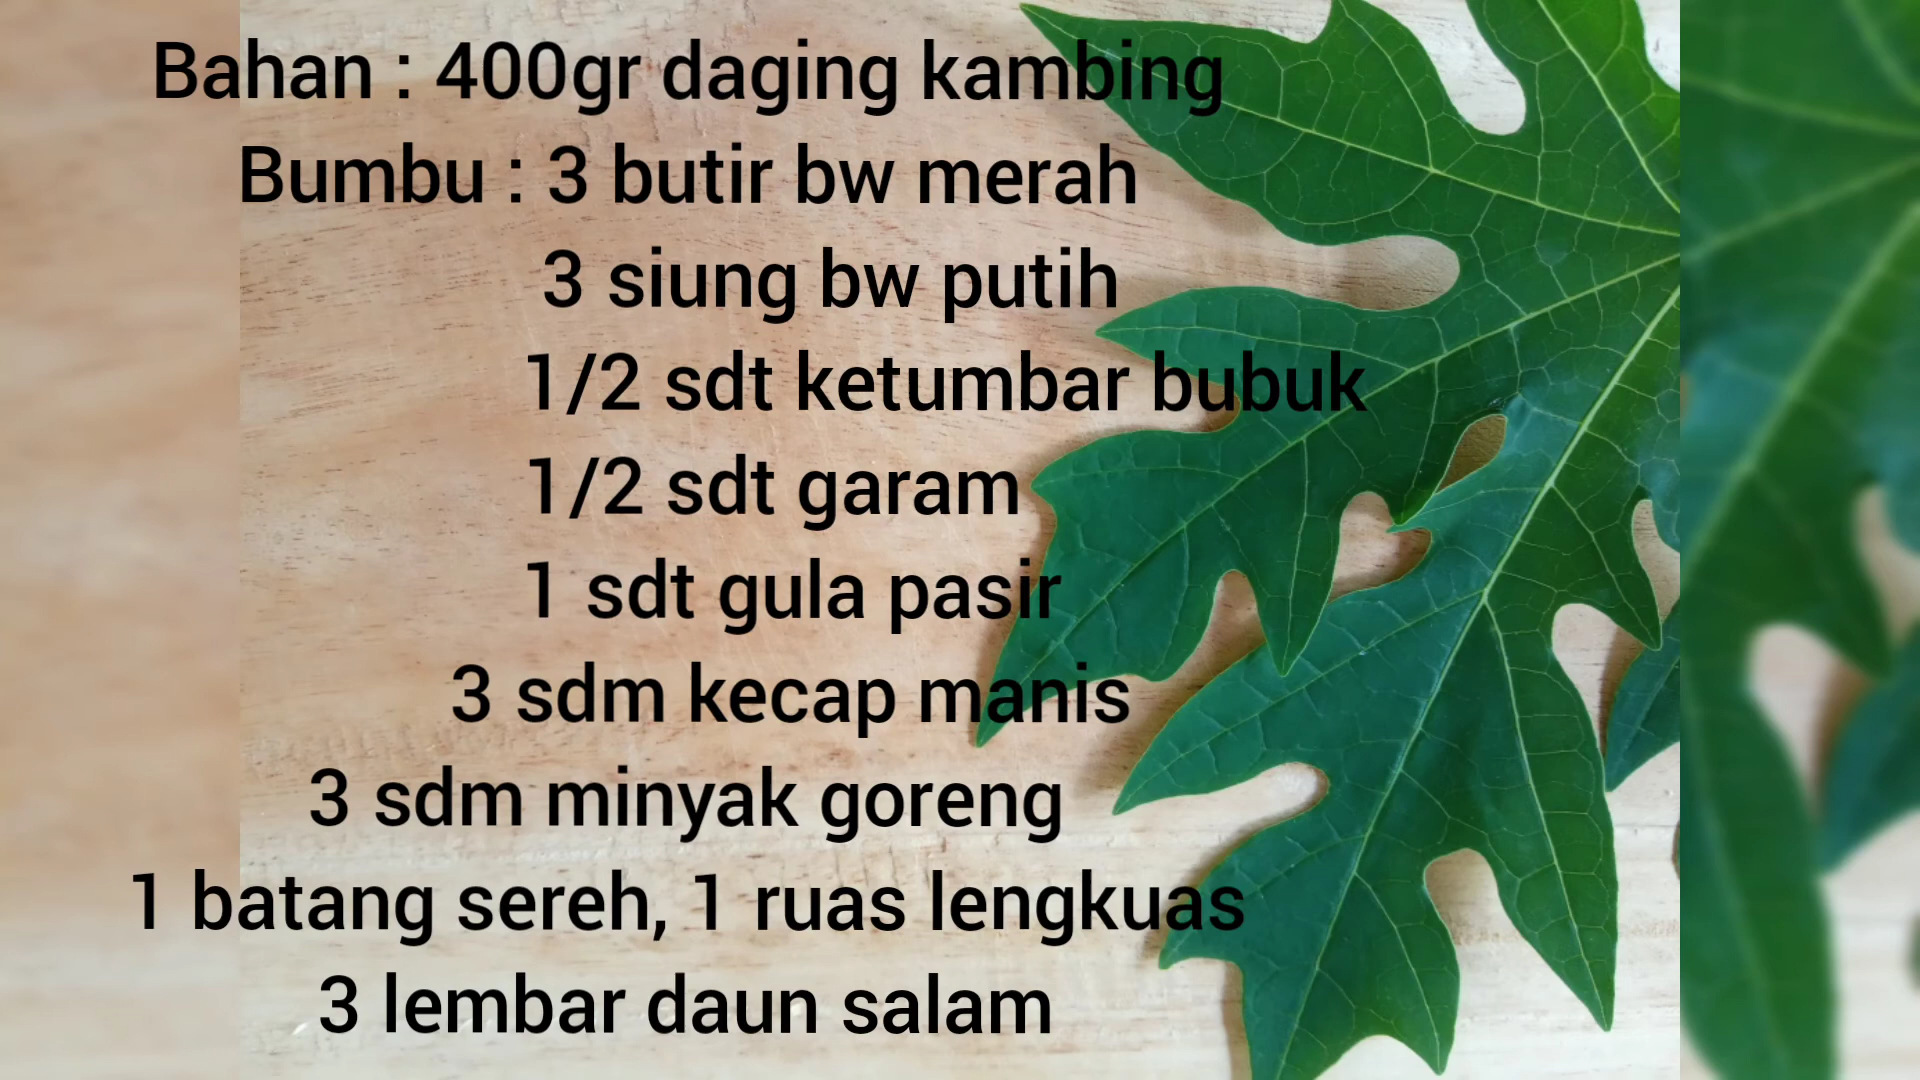 Bahan : 400gr daging kambing
Bumbu : 3 butir bw merah
3 siung bw putih
1/2 sdt ketumbar bubuk
1/2 sdt garam
1 sdt gula pasir
3 sdm kecap manis
3 sdm minyak goreng
1 batang sereh, 1 ruas lengkuas
3 lembar daun salam